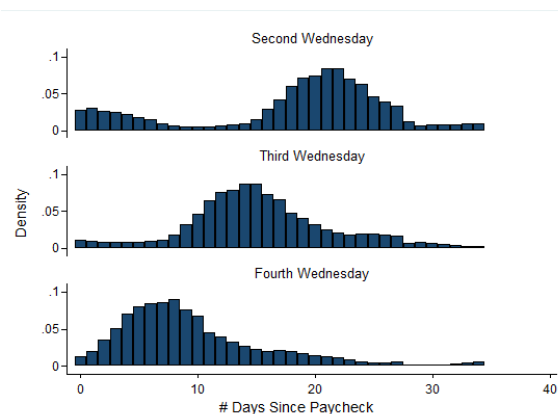 Second Wednesday
.1
.05
0
Third Wednesday
.1
.05
0
Density
Fourth Wednesday
.1
.05
0
0 10 20 30 40
# Days Since Paycheck